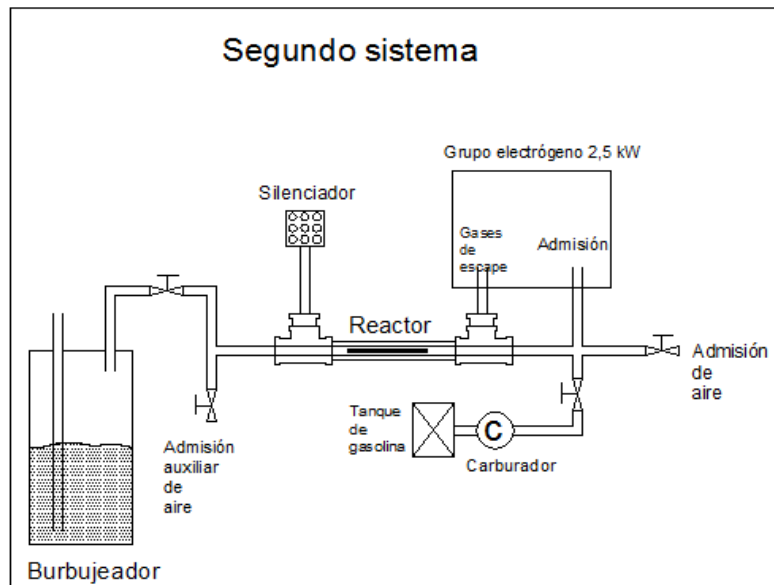 Segundo sistema
Grupo electrógeno 2,5 kW
Silenciador
Gases
de
escape
Admisión
Reactor
Admisión
de
aire
Tanque
de
gasolina
C
Carburador
Admisión
auxiliar
de
aire
Burbujeador